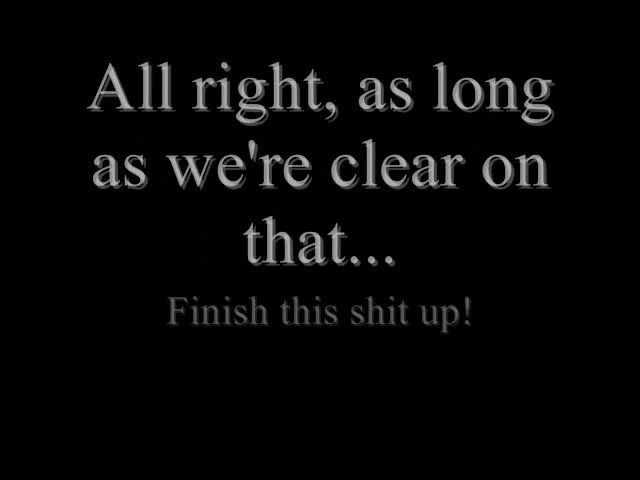 All right, as long
as we're clear on
that...
Finish this shit up!